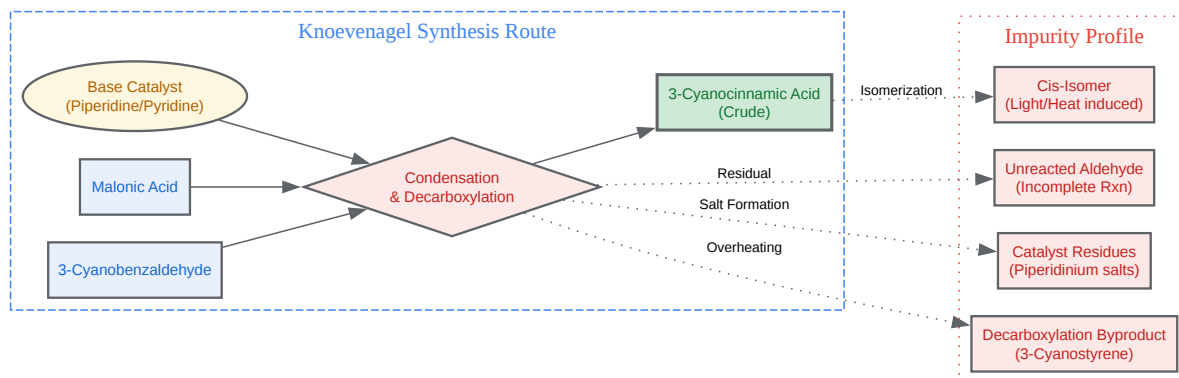 Knoevenagel Synthesis Route
Impurity Profile
Base Catalyst
(Piperidine/Pyridine)
Malonic Acid
3-Cyanobenzaldehyde
Condensation
& Decarboxylation
3-Cyanocinnamic Acid
(Crude)
Isomerization
Residual
Salt Formation
Overheating
Cis-Isomer
(Light/Heat induced)
Unreacted Aldehyde
(Incomplete Rxn)
Catalyst Residues
(Piperidinium salts)
Decarboxylation Byproduct
(3-Cyanostyrene)